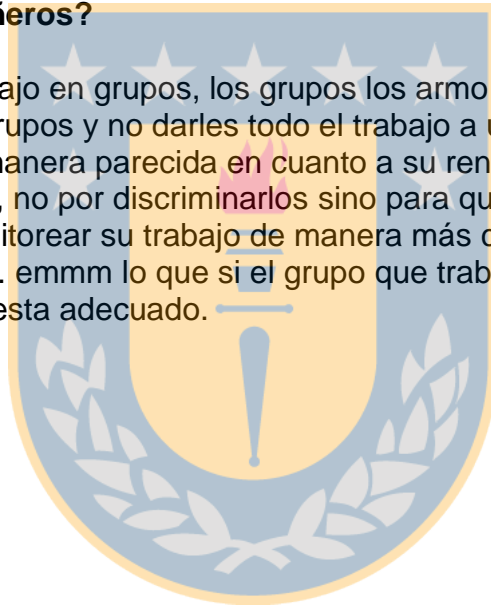 ñeros?
ajo en grupos, los grupos los armo
rupos y no darles todo el trabajo a u
manera parecida en cuanto a su ren
, no por discriminarlos sino para qu
itorear su trabajo de manera más
. emmm lo que si el grupo que trab
esta adecuado.